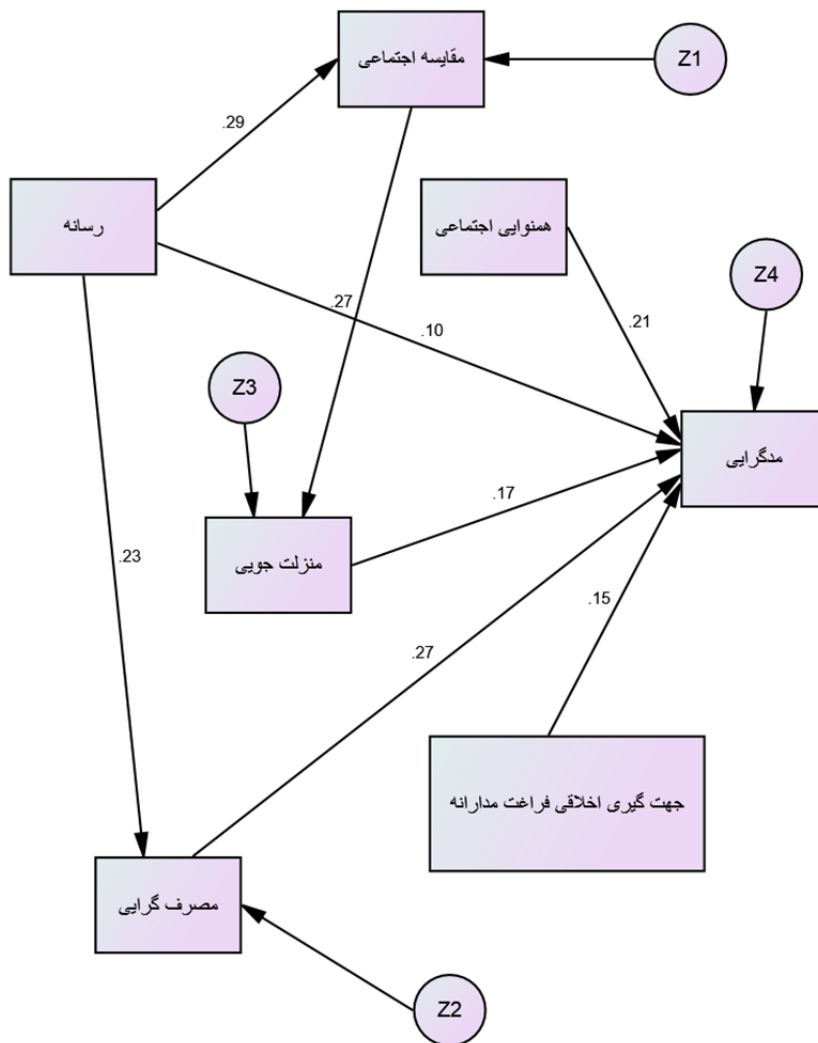 مقایسه اجتماعی
Z1
.29
رسانه
همنوایی اجتماعی
Z4
.27
.10
.21
Z3
مدگرایی
.17
.23
منزلت جویی
.15
.27
جهت گیری اخلاقی فراغت مدارانه
مصرف گرایی
Z2